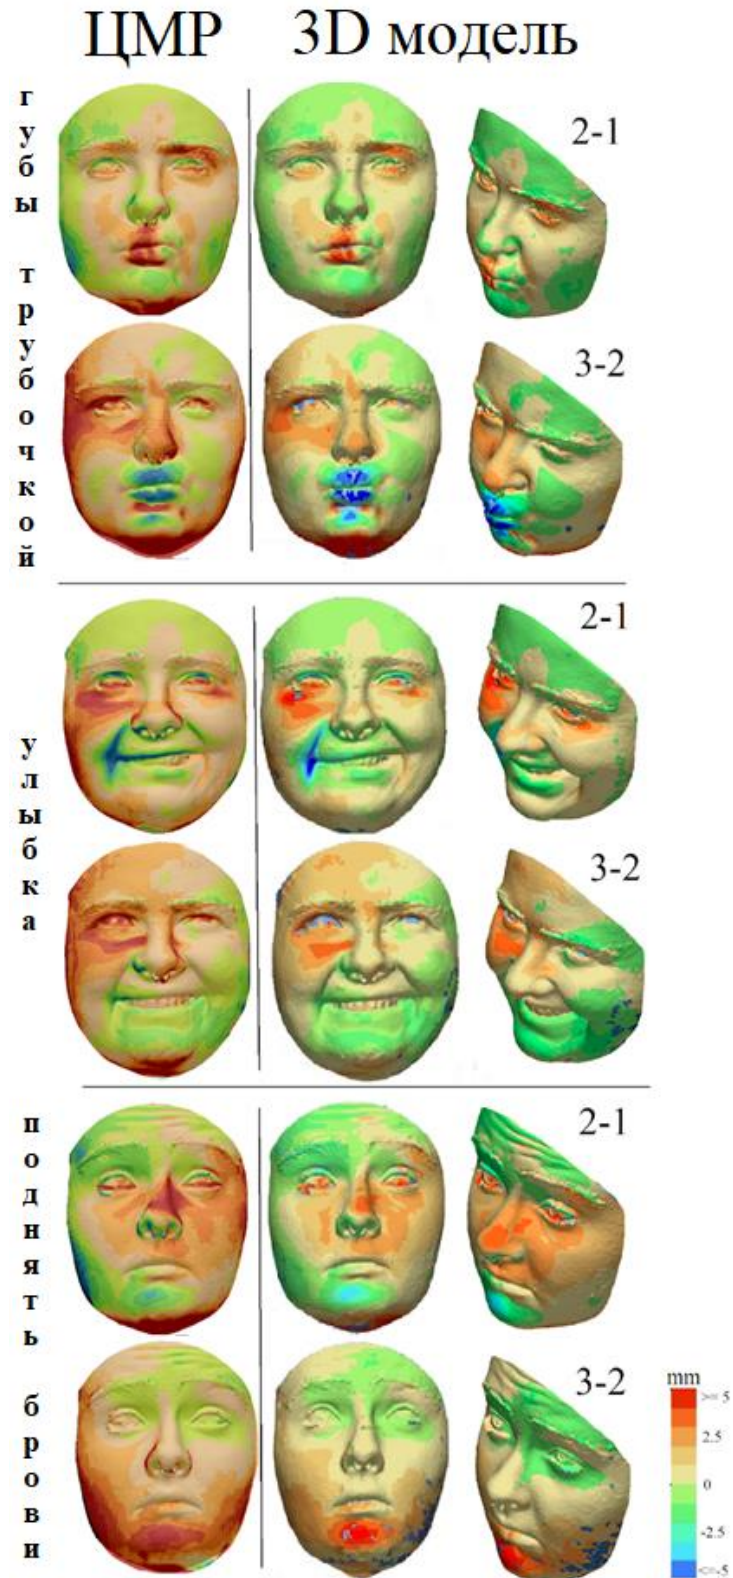 ЦМР 3D модель
губы трубочкой
2-1
3-2
улыбка
2-1
3-2
поднять брови
2-1
3-2
mm
>= 5
2.5
0
-2.5
<=-5